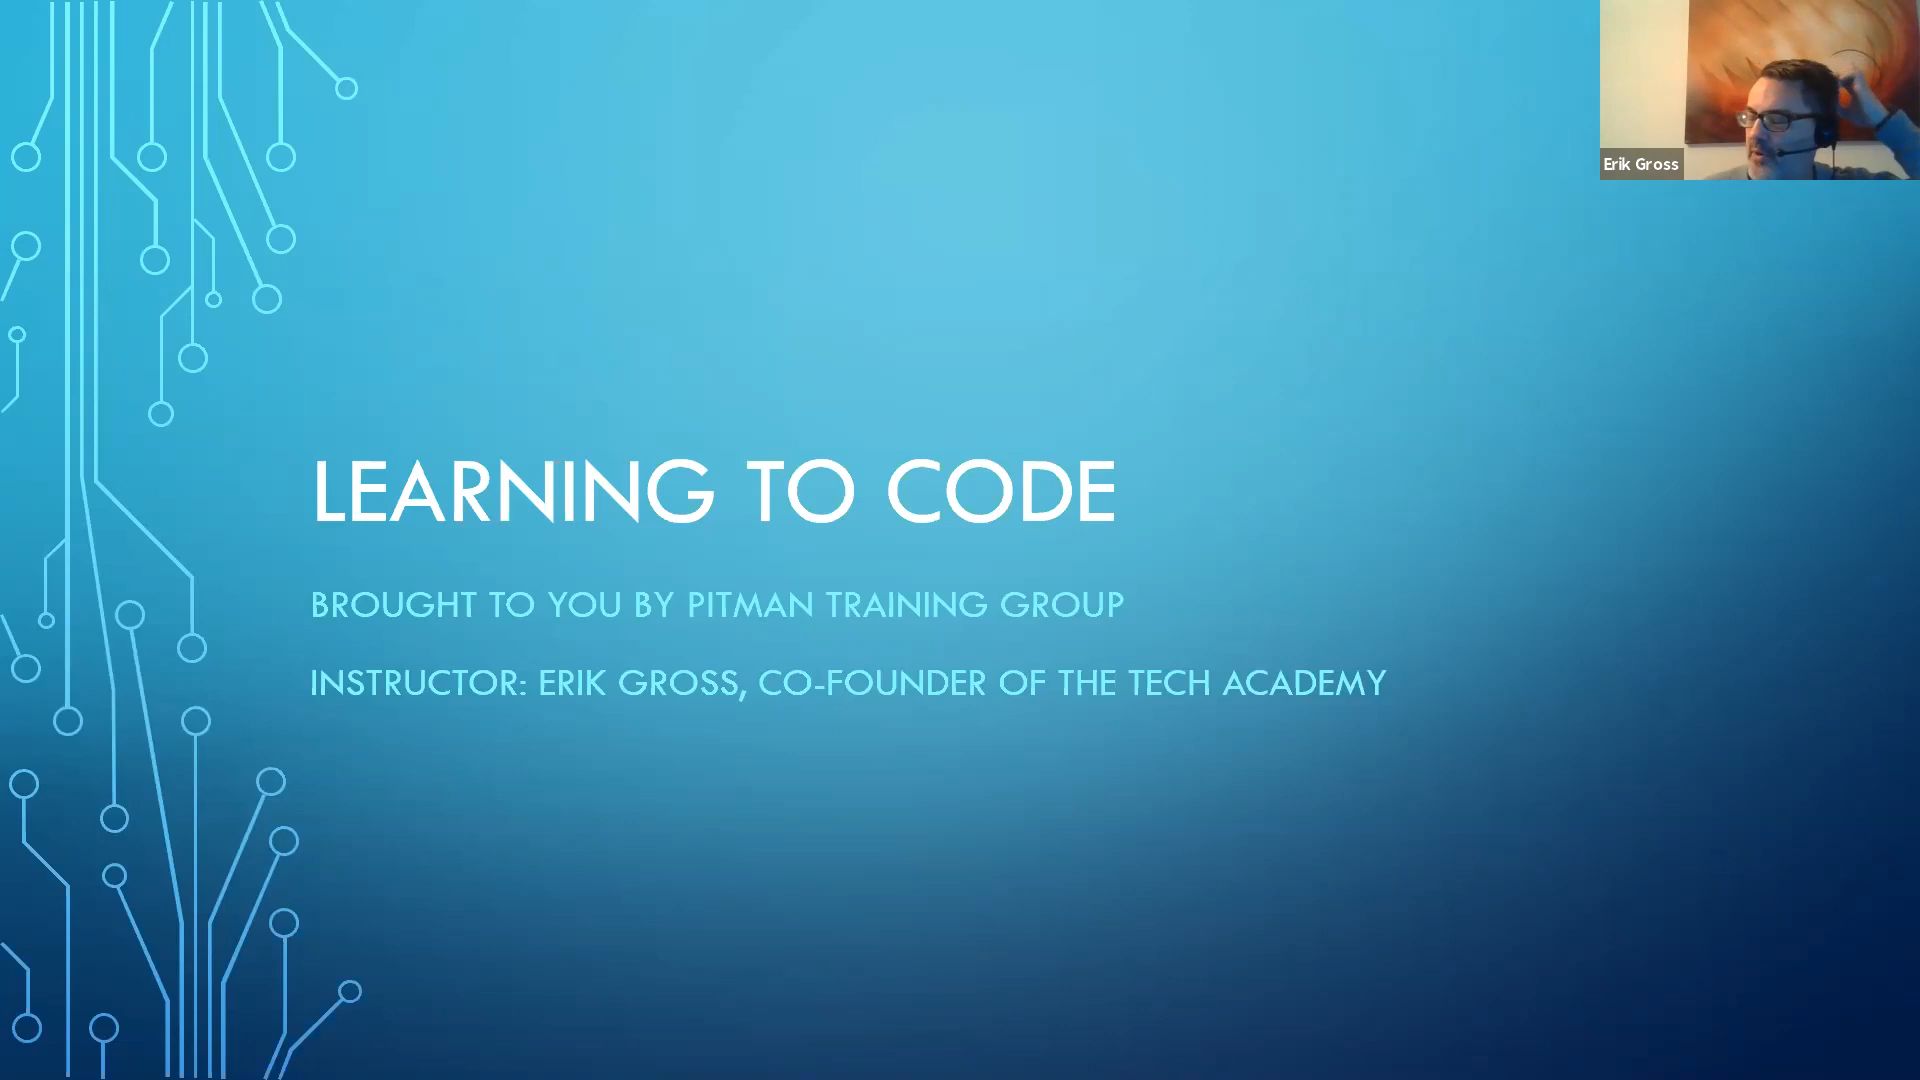 LEARNING TO CODE
BROUGHT TO YOU BY PITMAN TRAINING GROUP
INSTRUCTOR: ERIK GROSS, CO-FOUNDER OF THE TECH ACADEMY
Erik Gross